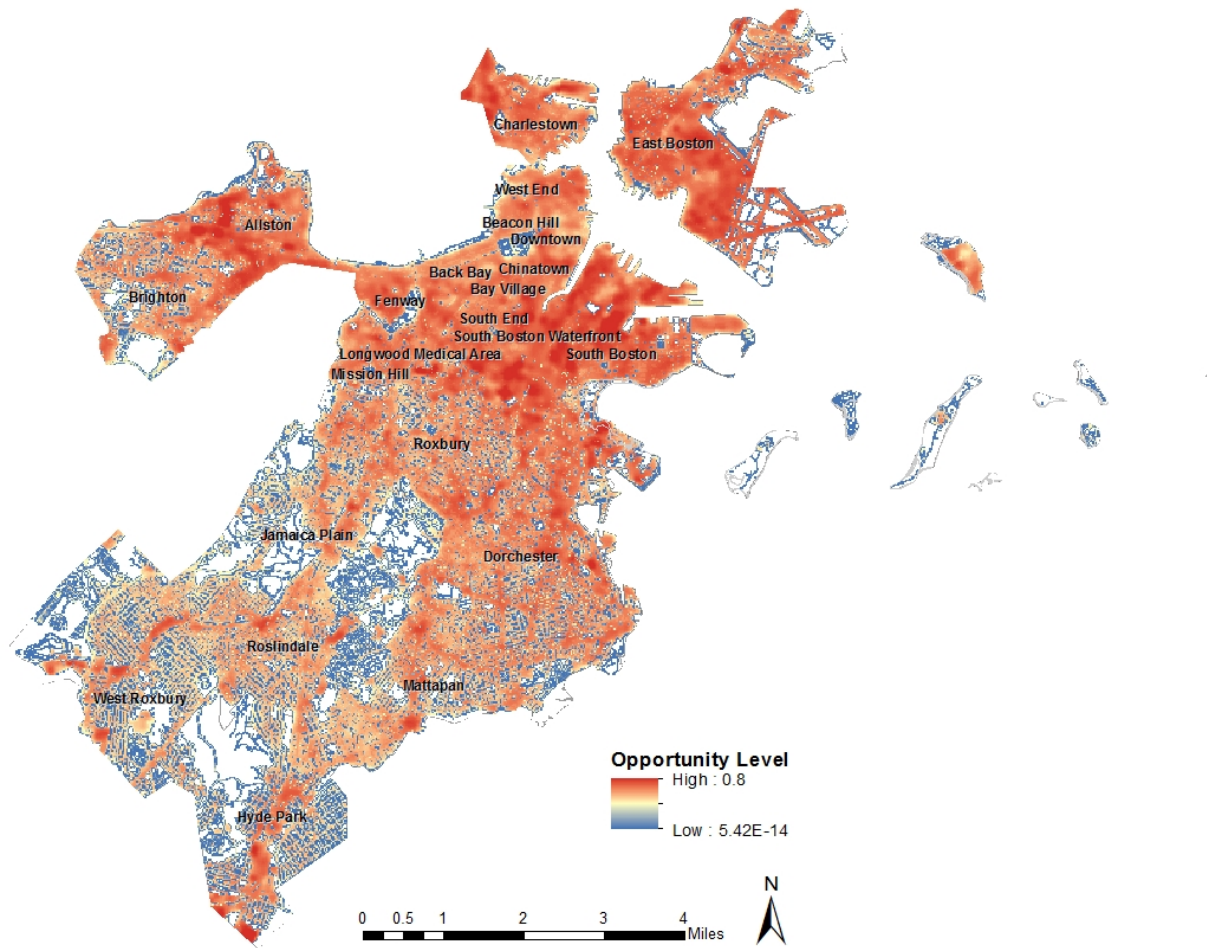 Charlestown
East Boston
West End
Beacon Hill
Allston
Downtown
Chinatown
Back Bay
Bay Village
Brighton
Fenway
South End
South Boston Waterfront
Longwood Medical Area
South Boston
Mission Hill
Roxbury
Jamaica Plain
Dorchester
Roslindale
Mattapan
West Roxbury
Hyde Park
Opportunity Level
High : 0.8
Low : 5.42E-14
N
0 0.5 1 2 3 4
Miles